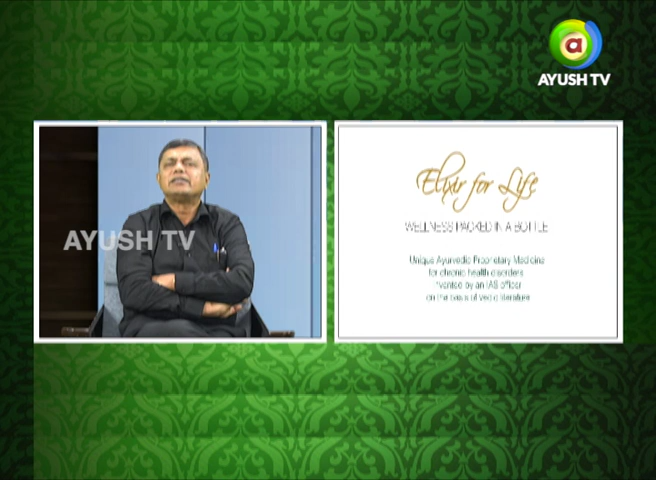 a
AYUSH TV
AYUSH TV
Elixir for Life
WELLNESS PACKED IN A BOTTLE
Unique Ayurvedic Proprietary Medicine
for chronic health disorders
nvented by an IAS officer
on the basis of Vedic literature